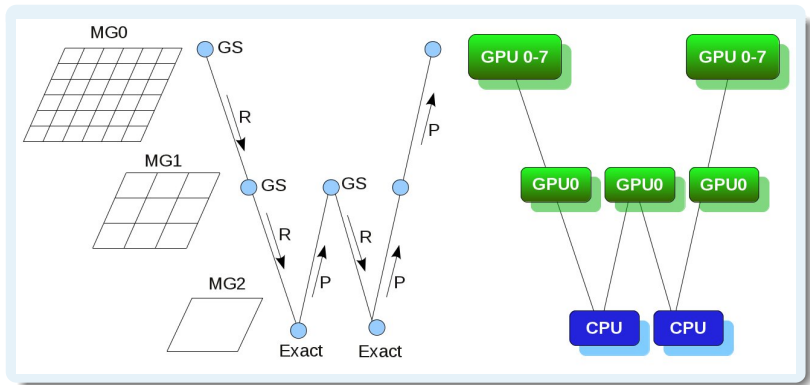 MG0
GS
GPU 0-7
GPU 0-7
R
P
MG1
GS
GS
GPU0
GPU0
GPU0
R
R
MG2
P
P
CPU
CPU
Exact
Exact